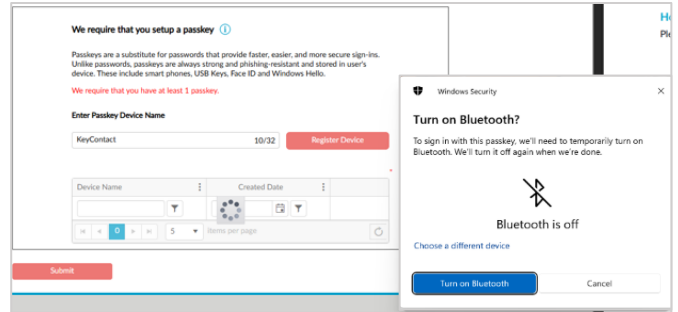 We require that you setup a passkey
Passkeys are a substitute for passwords that provide faster, easier, and more secure sign-ins.
Unlike passwords, passkeys are always strong and phishing-resistant and stored in user's
device. These include smart phones, USB Keys, Face ID and Windows Hello.
We require that you have at least 1 passkey.
Enter Passkey Device Name
KeyContact 10/32 Register Device
*
Device Name Created Date
0 5 items per page
Submit
Windows Security
Turn on Bluetooth?
To sign in with this passkey, we'll need to temporarily turn on
Bluetooth. We'll turn it off again when we're done.
Bluetooth is off
Choose a different device
Turn on Bluetooth Cancel